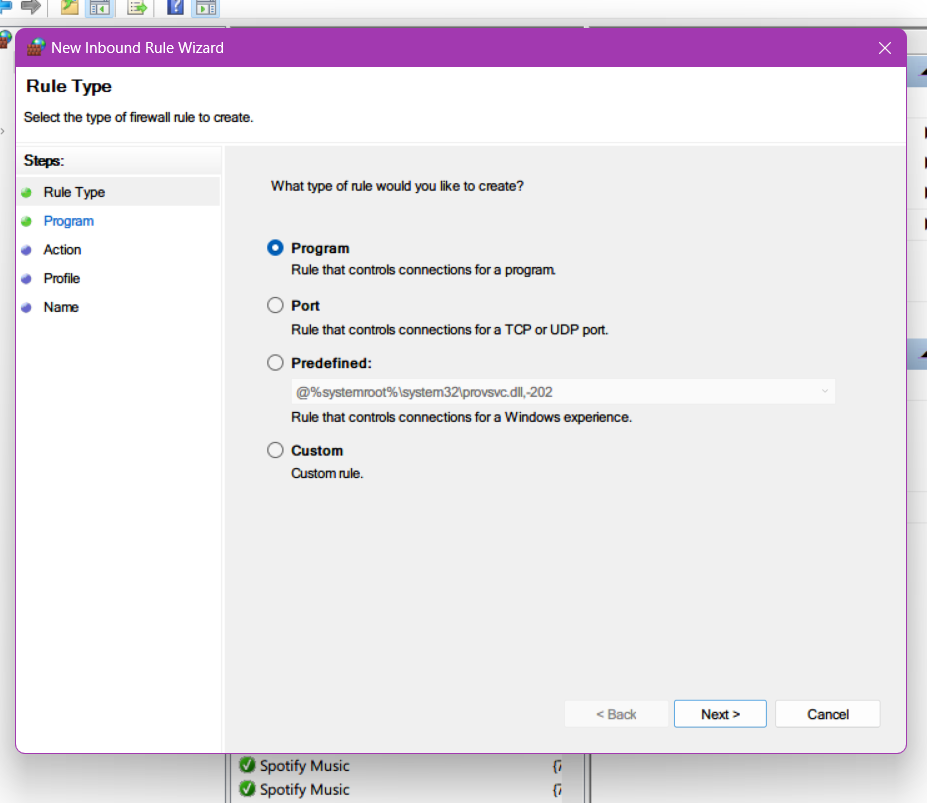 New Inbound Rule Wizard
Rule Type
Select the type of firewall rule to create.
Steps:
Rule Type
Program
Action
Profile
Name
What type of rule would you like to create?
Program
Rule that controls connections for a program.
Port
Rule that controls connections for a TCP or UDP port.
Predefined:
@%systemroot%\system32\provsvc.dll,-202
Rule that controls connections for a Windows experience.
Custom
Custom rule.
< Back Next > Cancel
Spotify Music {7
Spotify Music {7